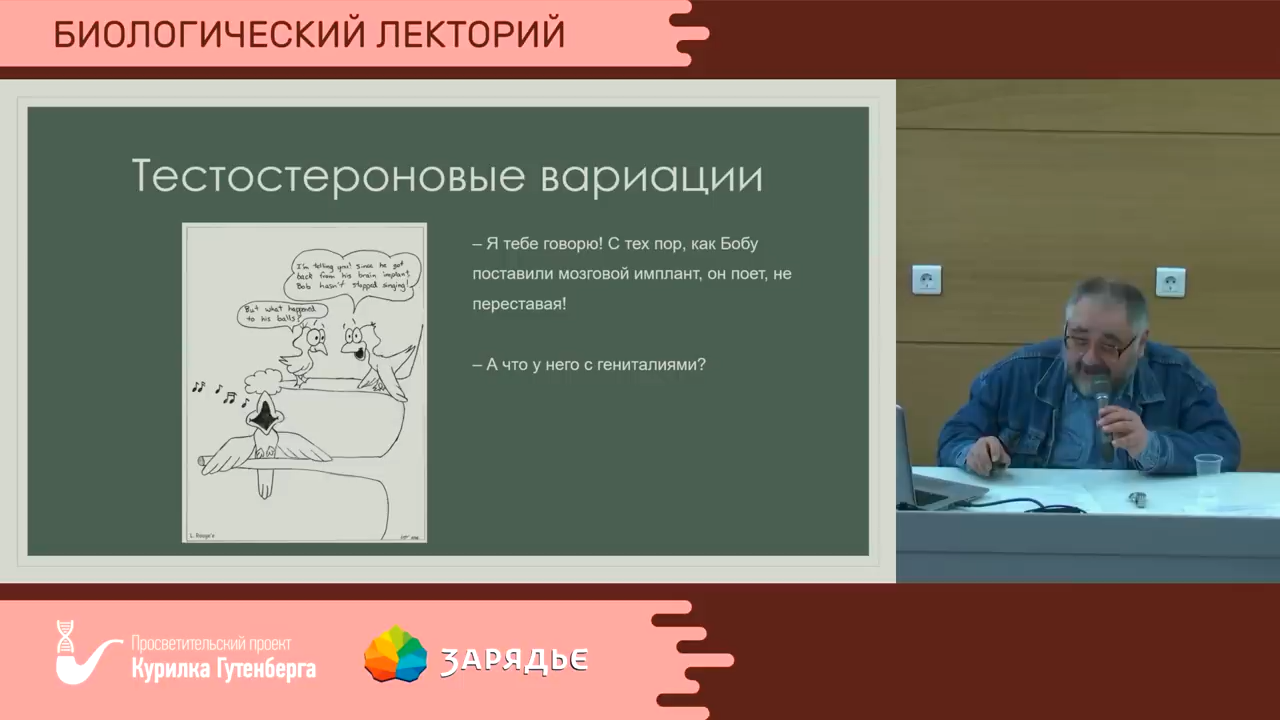 БИОЛОГИЧЕСКИЙ ЛЕКТОРИЙ
Тестостероновые вариации
I'm telling you! Since he got
back from his brain implant,
Bob hasn't stopped singing!
But what happened
to his balls?
– Я тебе говорю! С тех пор, как Бобу
поставили мозговой имплант, он поет, не
переставая!
– А что у него с гениталиями?
Просветительский проект
Курилка Гутенберга
ЗАРЯДЬЕ